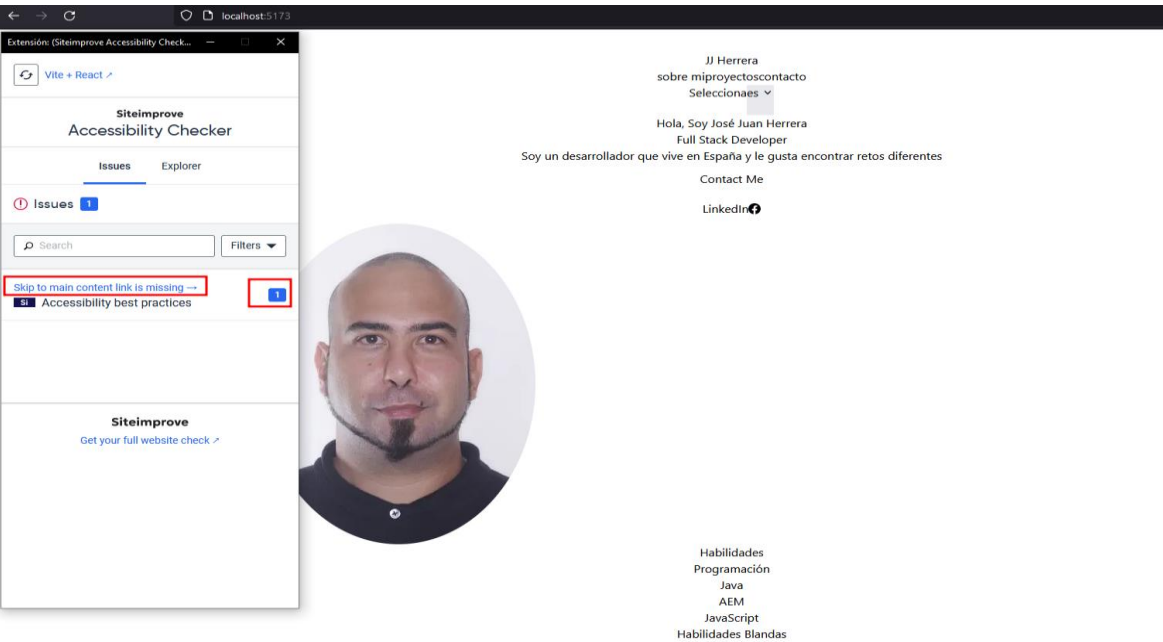 localhost:5173
Extensión: (Siteimprove Accessibility Check...
Vite + React
Siteimprove
Accessibility Checker
Issues Explorer
Issues 1
Search Filters
Skip to main content link is missing → 1
Si Accessibility best practices
Siteimprove
Get your full website check
JJ Herrera
sobre miproyectoscontacto
Seleccionaes
Hola, Soy José Juan Herrera
Full Stack Developer
Soy un desarrollador que vive en España y le gusta encontrar retos diferentes
Contact Me
LinkedIn
Habilidades
Programación
Java
AEM
JavaScript
Habilidades Blandas